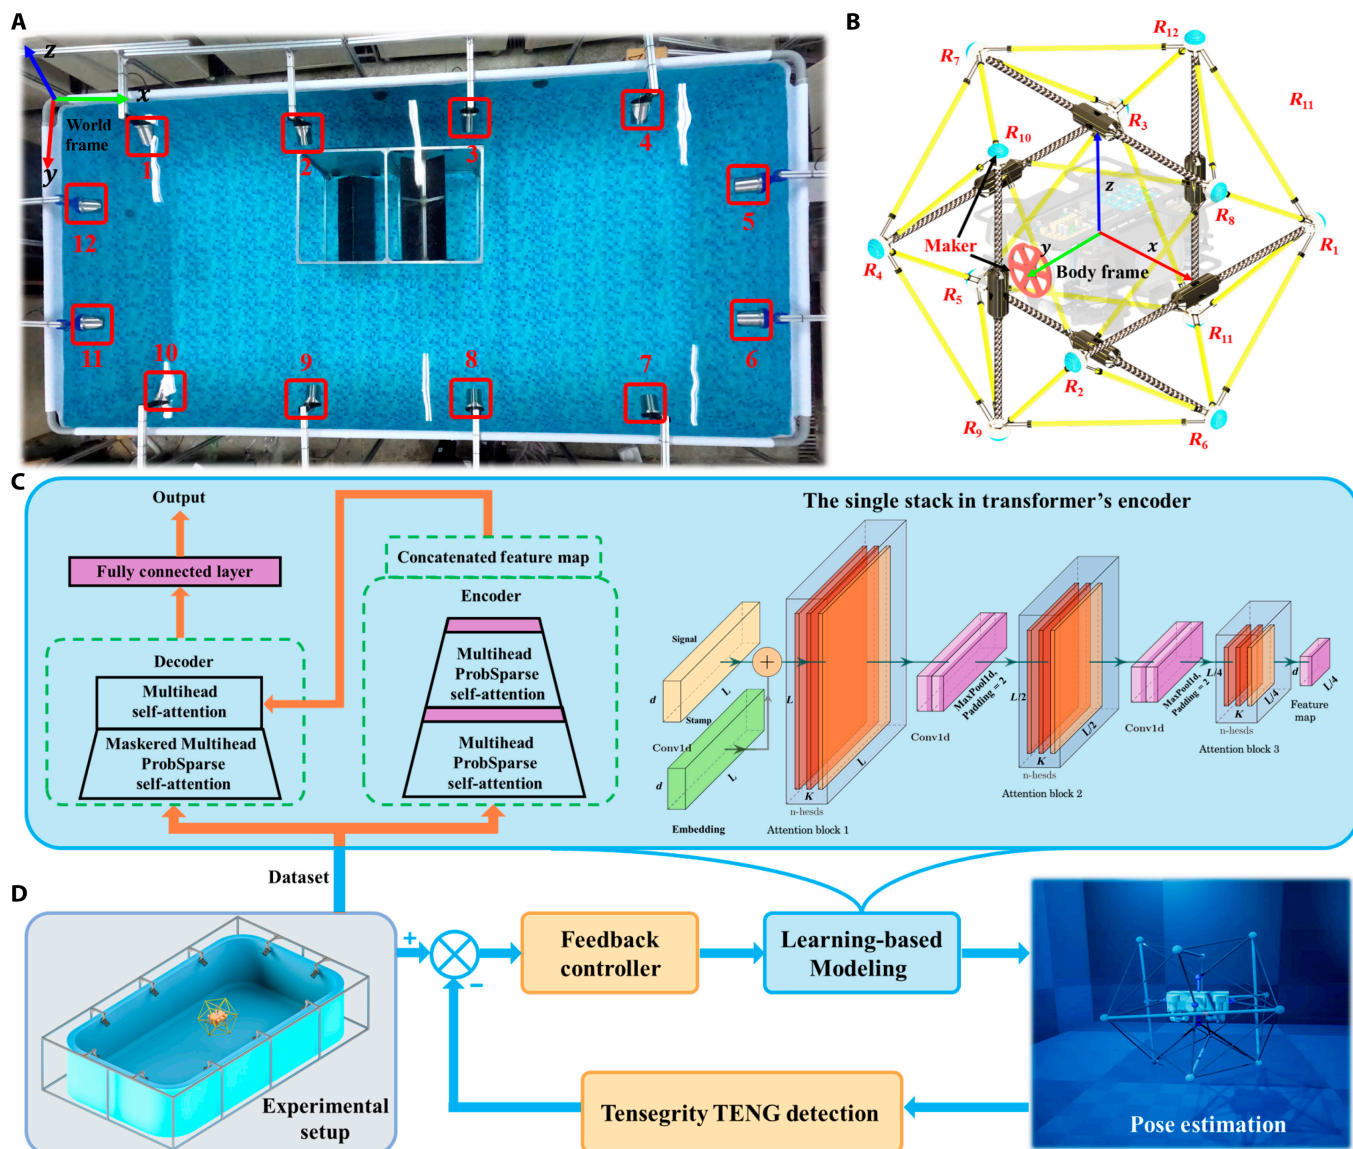 A
z
x
World
frame
y
1
2
3
4
5
6
7
8
9
10
11
12
B
R12
R7
R11
R3
R10
z
R8
Maker
y
x
R1
R4
Body frame
R5
R11
R2
R9
R6
C
Output
Fully connected layer
Decoder
Multihead
self-attention
Maskered Multihead
ProbSparse
self-attention
Concatenated feature map
Encoder
Multihead
ProbSparse
self-attention
Multihead
ProbSparse
self-attention
The single stack in transformer's encoder
Signal
d
L
Stamp
Conv1d
d
L
Embedding
+
L
K
L
n-hesds
Attention block 1
Conv1d
MaxPool1d,
Padding = 2
L/2
K
L/2
n-hesds
Attention block 2
Conv1d
MaxPool1d,
Padding = 2
L/4
K
L/4
n-hesds
Attention block 3
d
L/4
Feature
map
Dataset
D
Experimental
setup
+
−
Feedback
controller
Learning-based
Modeling
Tensegrity TENG detection
Pose estimation